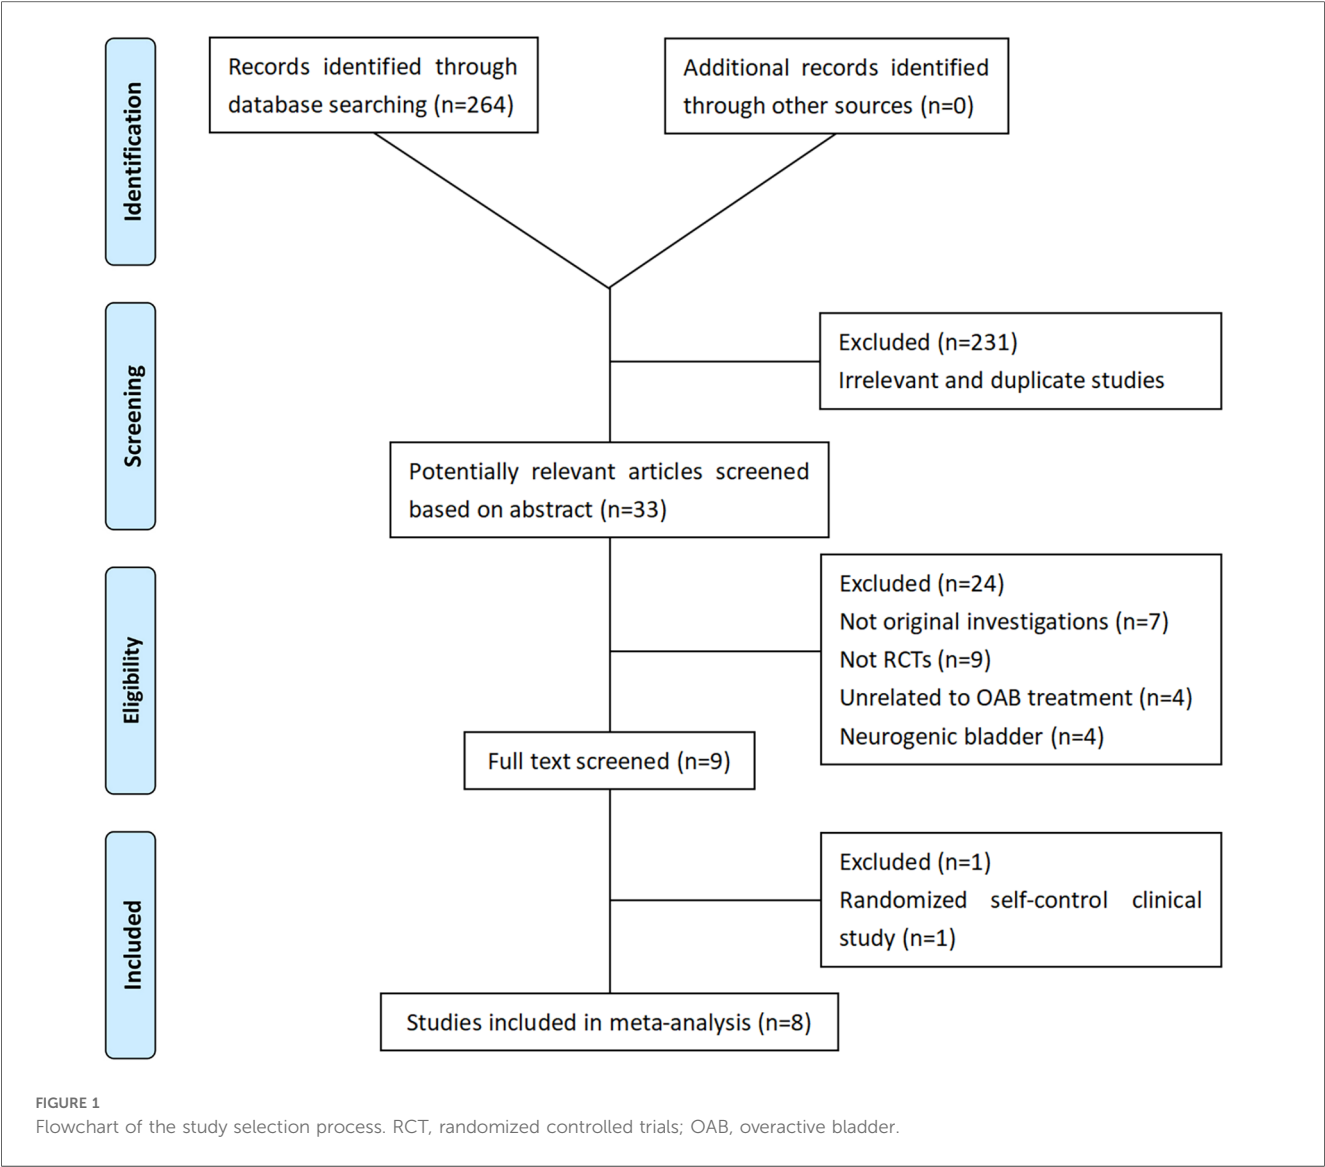 Identification
Records identified through
database searching (n=264)
Additional records identified
through other sources (n=0)
Screening
Excluded (n=231)
Irrelevant and duplicate studies
Potentially relevant articles screened
based on abstract (n=33)
Eligibility
Excluded (n=24)
Not original investigations (n=7)
Not RCTs (n=9)
Unrelated to OAB treatment (n=4)
Neurogenic bladder (n=4)
Full text screened (n=9)
Included
Excluded (n=1)
Randomized self-control clinical
study (n=1)
Studies included in meta-analysis (n=8)
FIGURE 1
Flowchart of the study selection process. RCT, randomized controlled trials; OAB, overactive bladder.